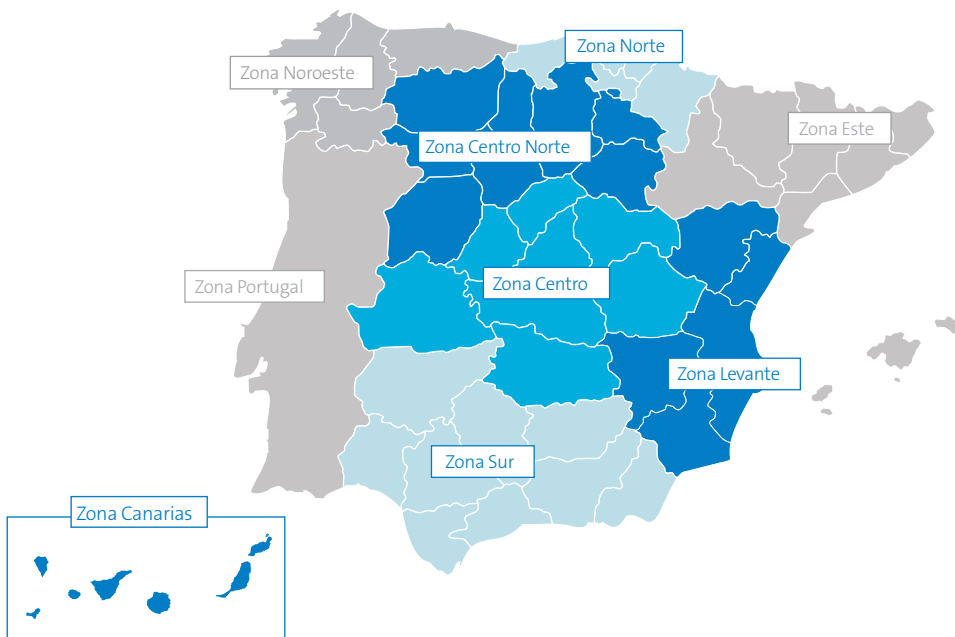 Zona Norte
Zona Noroeste
Zona Este
Zona Centro Norte
Zona Centro
Zona Portugal
Zona Levante
Zona Sur
Zona Canarias